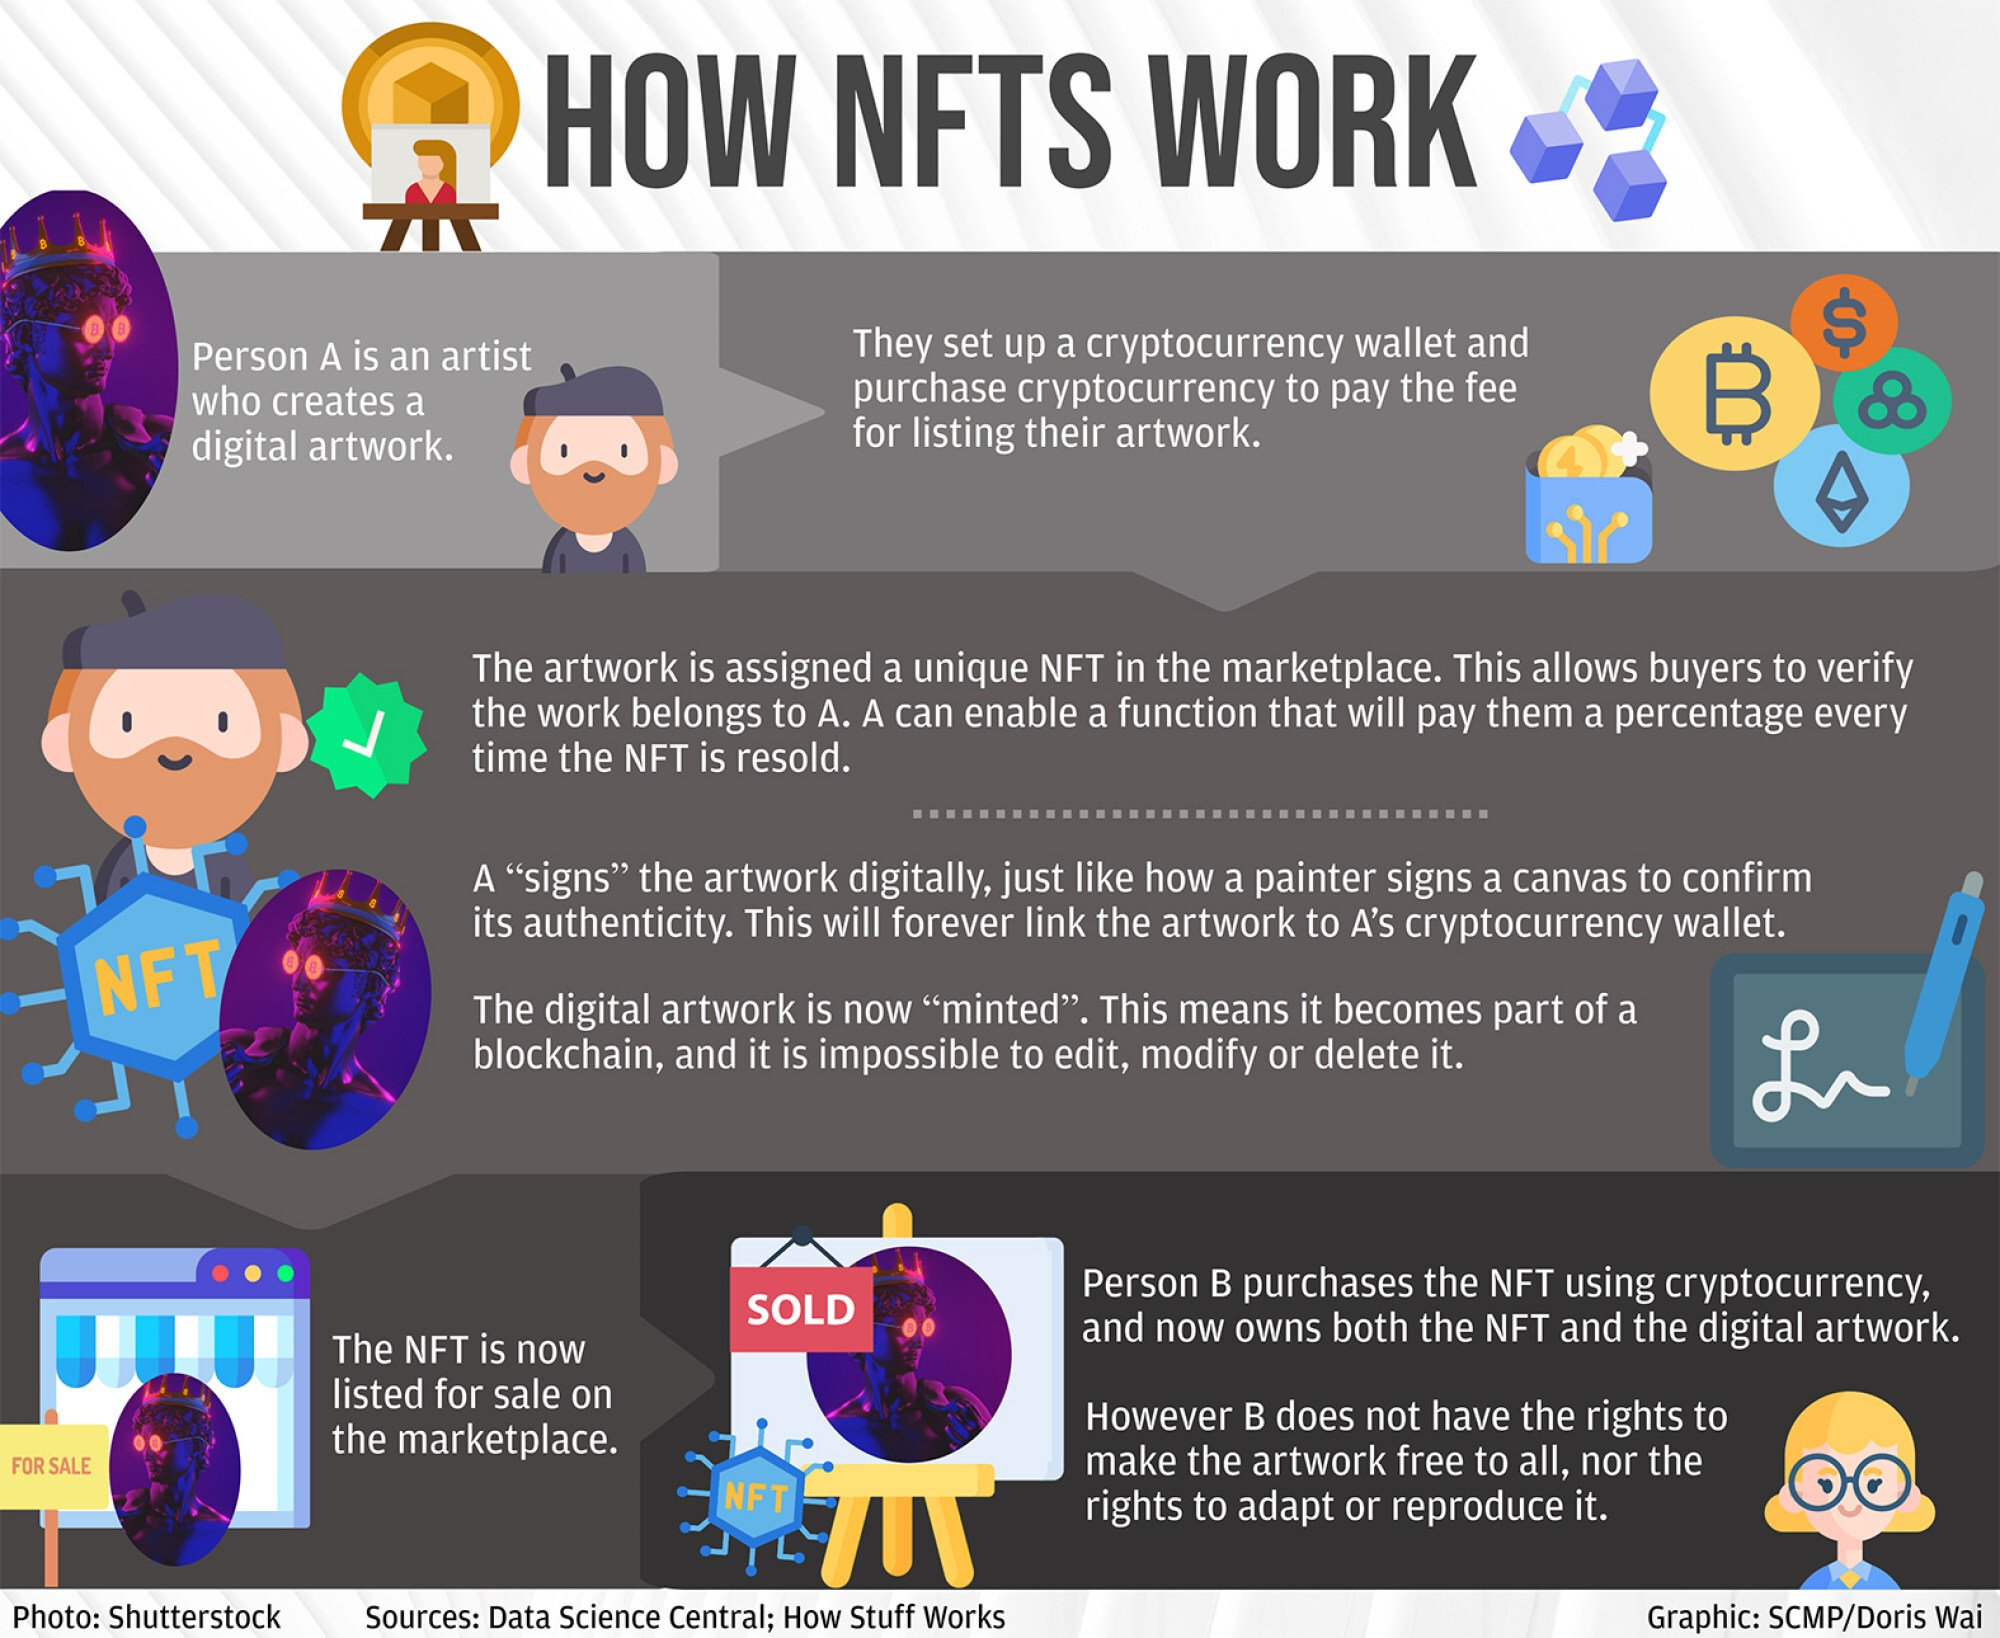 HOW NFTS WORK
Person A is an artist
who creates a
digital artwork.
They set up a cryptocurrency wallet and
purchase cryptocurrency to pay the fee
for listing their artwork.
The artwork is assigned a unique NFT in the marketplace. This allows buyers to verify
the work belongs to A. A can enable a function that will pay them a percentage every
time the NFT is resold.
A “signs” the artwork digitally, just like how a painter signs a canvas to confirm
its authenticity. This will forever link the artwork to A’s cryptocurrency wallet.
The digital artwork is now “minted”. This means it becomes part of a
blockchain, and it is impossible to edit, modify or delete it.
NFT
The NFT is now
listed for sale on
the marketplace.
FOR SALE
SOLD
NFT
Person B purchases the NFT using cryptocurrency,
and now owns both the NFT and the digital artwork.
However B does not have the rights to
make the artwork free to all, nor the
rights to adapt or reproduce it.
Photo: Shutterstock
Sources: Data Science Central; How Stuff Works
Graphic: SCMP/Doris Wai